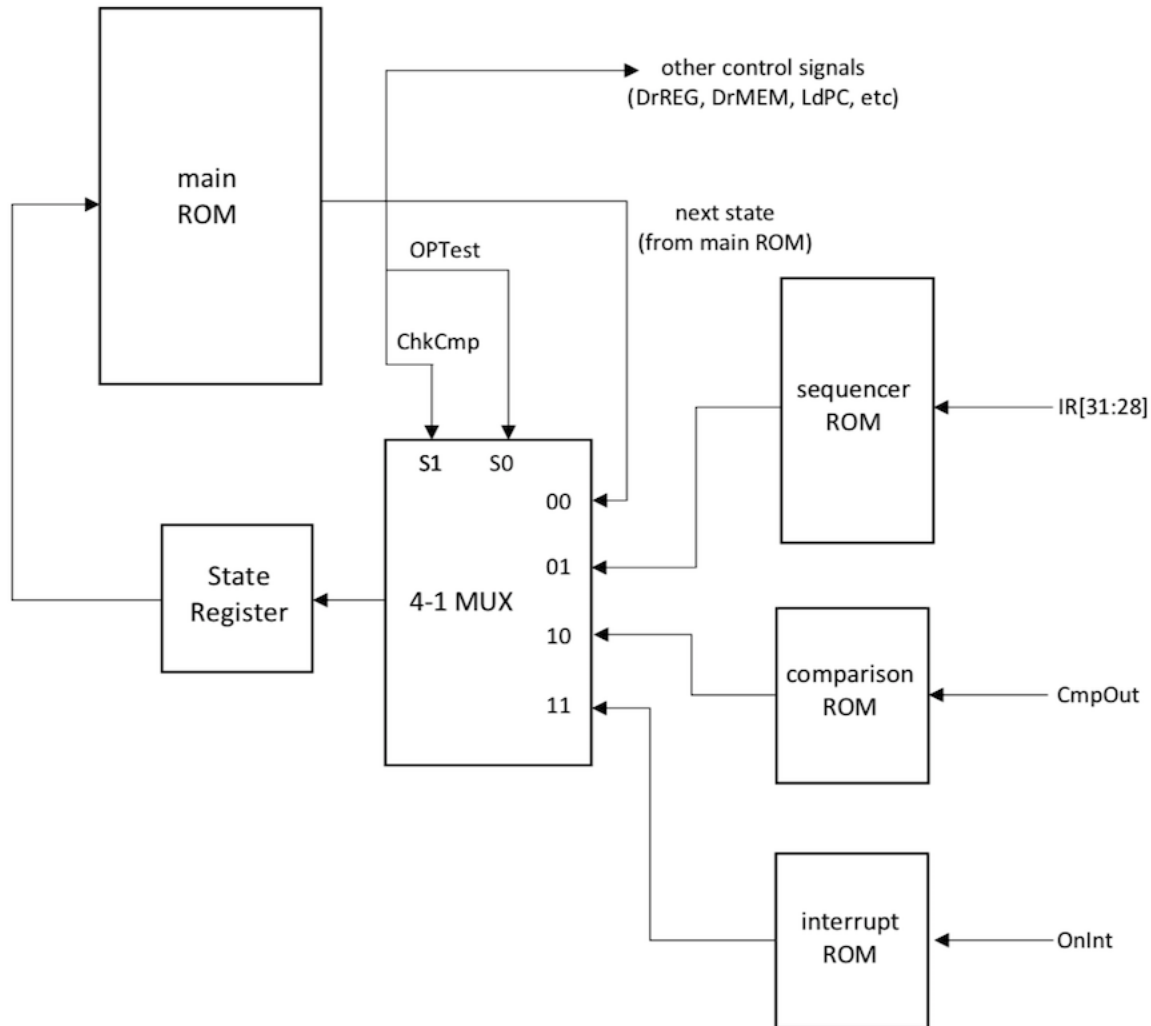 main
ROM
other control signals
(DrREG, DrMEM, LdPC, etc)
next state
(from main ROM)
OPTest
ChkCmp
sequencer
ROM
IR[31:28]
S1 S0
00
01
10
11
4-1 MUX
State
Register
comparison
ROM
CmpOut
interrupt
ROM
OnInt